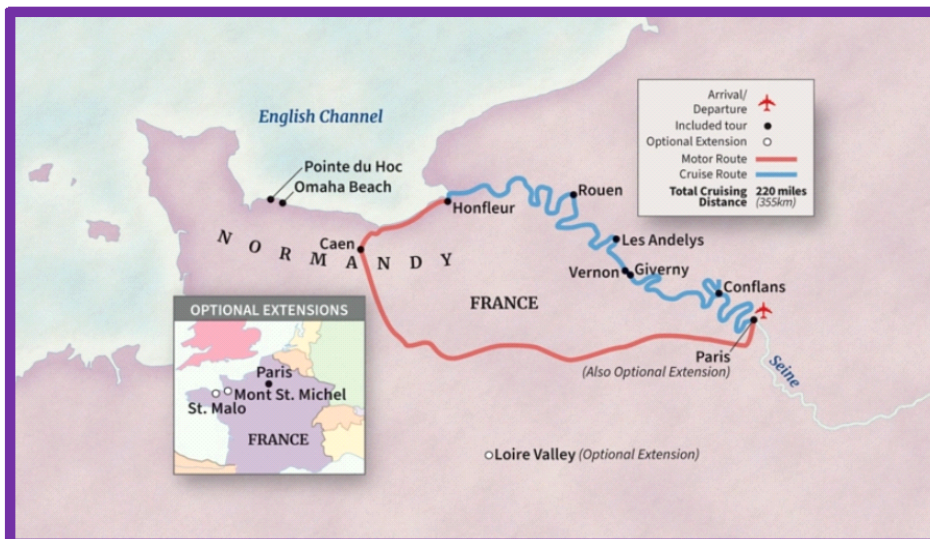 English Channel
Pointe du Hoc
Omaha Beach
Honfleur
Rouen
Caen
NORMANDY
Les Andelys
Vernon
Giverny
FRANCE
Conflans
Paris
(Also Optional Extension)
Seine
Loire Valley (Optional Extension)
Arrival/
Departure
Included tour
Optional Extension
Motor Route
Cruise Route
Total Cruising 220 miles
Distance (355km)
OPTIONAL EXTENSIONS
Paris
Mont St. Michel
St. Malo
FRANCE